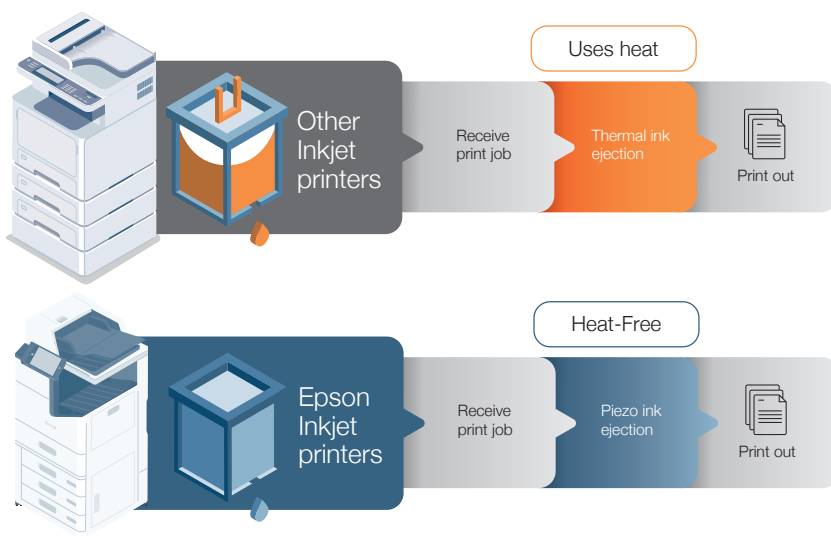 Uses heat
Other
Inkjet
printers
Receive
print job
Thermal ink
ejection
Print out
Heat-Free
Epson
Inkjet
printers
Receive
print job
Piezo ink
ejection
Print out